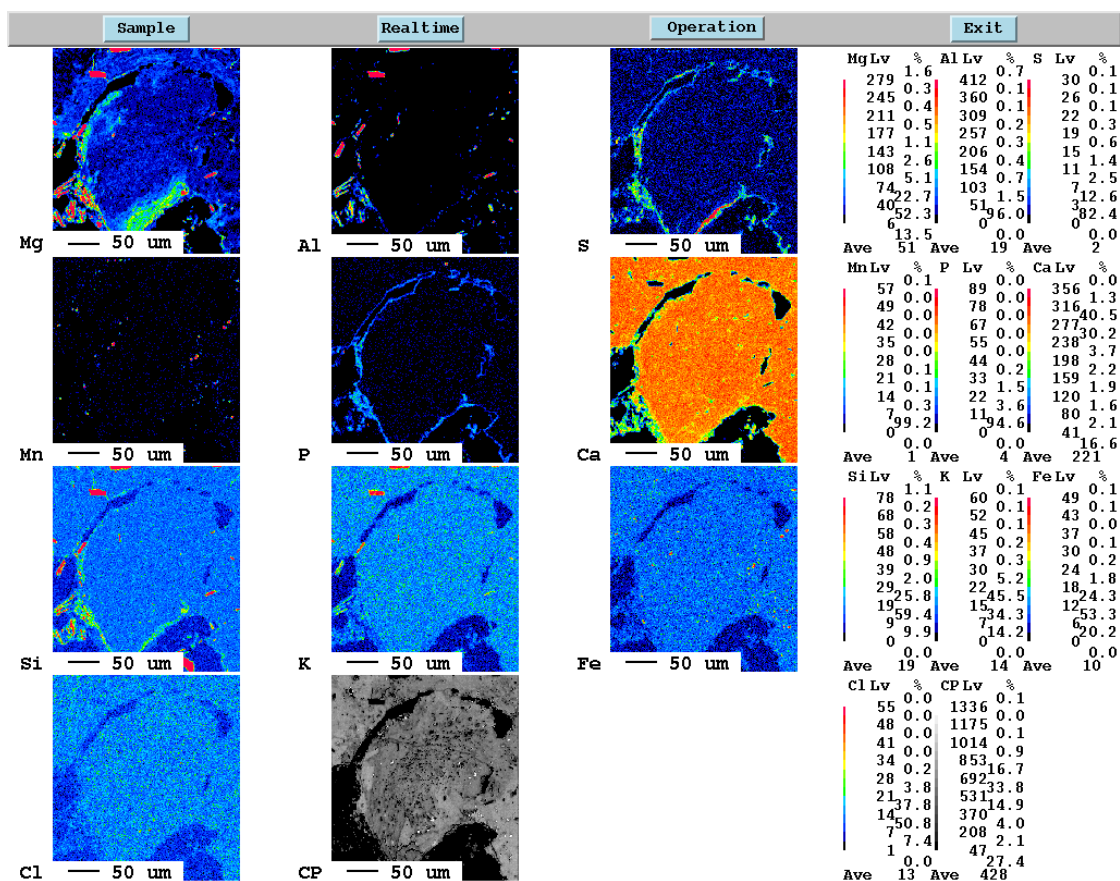 Sample Realtime Operation Exit
Mg 50 um
Al 50 um
S 50 um
Mg Lv % Al Lv % S Lv %
1.6 0.7 0.1
279 412 30
0.3 0.1 0.1
245 360 26
0.4 0.1 0.1
211 309 22
0.5 0.2 0.3
177 257 19
1.1 0.3 0.6
143 206 15
2.6 0.4 1.4
108 154 11
5.1 0.7 2.5
74 103 7
22.7 1.5 12.6
40 51 3
52.3 96.0 82.4
6 0 0
13.5 0.0 0.0
Ave 51 Ave 19 Ave 2
Mn 50 um
P 50 um
Ca 50 um
Mn Lv % P Lv % Ca Lv %
0.1 0.0 0.0
57 89 356
0.0 0.0 1.3
49 78 316
0.0 0.0 40.5
42 67 277
0.0 0.0 30.2
35 55 238
0.0 0.0 3.7
28 44 198
0.1 0.2 2.2
21 33 159
0.1 1.5 1.9
14 22 120
0.3 3.6 1.6
7 11 80
99.2 94.6 2.1
0 0 41
0.0 0.0 16.6
Ave 1 Ave 4 Ave 221
Si 50 um
K 50 um
Fe 50 um
Si Lv % K Lv % Fe Lv %
1.1 0.1 0.1
78 60 49
0.2 0.1 0.0
68 52 43
0.3 0.0 0.0
58 45 37
0.4 0.2 0.1
48 37 30
0.9 0.3 0.2
39 30 24
2.0 5.2 1.8
29 22 18
25.8 45.5 24.3
19 15 12
59.4 34.3 53.3
9 7 6
9.9 14.2 20.2
0 0 0
0.0 0.0 0.0
Ave 19 Ave 14 Ave 10
Cl 50 um
CP 50 um
Cl Lv % CP Lv %
0.0 0.1
55 1336
0.0 0.0
48 1175
0.0 0.1
41 1014
0.0 0.9
34 853
0.2 16.7
28 692
3.8 33.8
21 531
37.8 14.9
14 370
50.8 4.0
7 208
7.4 2.1
1 47
0.0 27.4
Ave 13 Ave 428